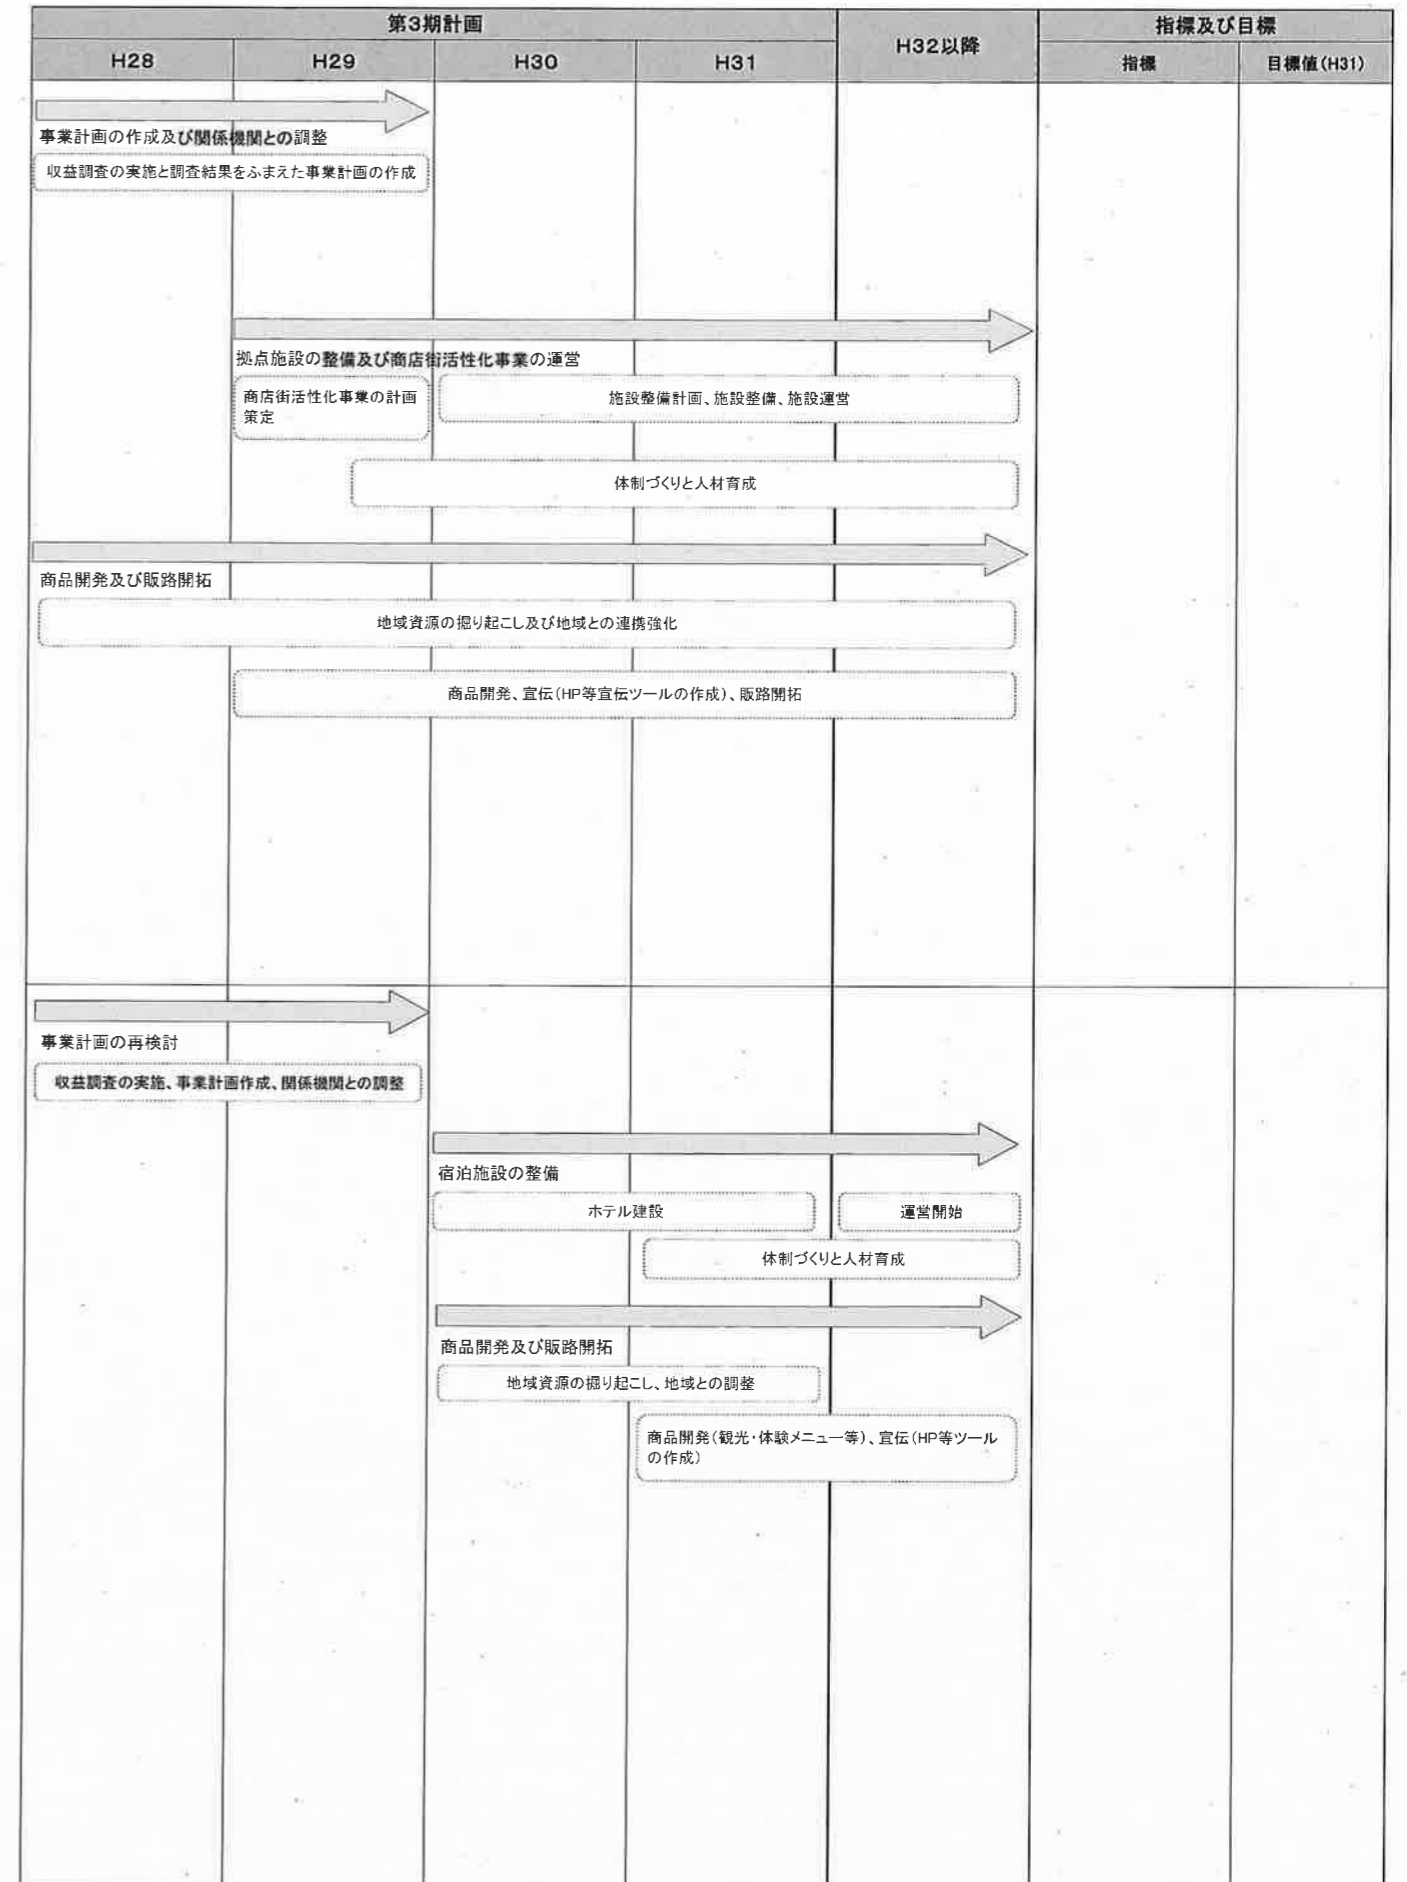 第3期計画
H32以降
指標及び目標
H28
H29
H30
H31
指標
目標値(H31)
事業計画の作成及び関係機関との調整
収益調査の実施と調査結果をふまえた事業計画の作成
拠点施設の整備及び商店街活性化事業の運営
商店街活性化事業の計画
策定
施設整備計画、施設整備、施設運営
体制づくりと人材育成
商品開発及び販路開拓
地域資源の掘り起こし及び地域との連携強化
商品開発、宣伝(HP等宣伝ツールの作成)、販路開拓
事業計画の再検討
収益調査の実施、事業計画作成、関係機関との調整
宿泊施設の整備
ホテル建設
運営開始
体制づくりと人材育成
商品開発及び販路開拓
地域資源の掘り起こし、地域との調整
商品開発(観光・体験メニュー等)、宣伝(HP等ツール
の作成)